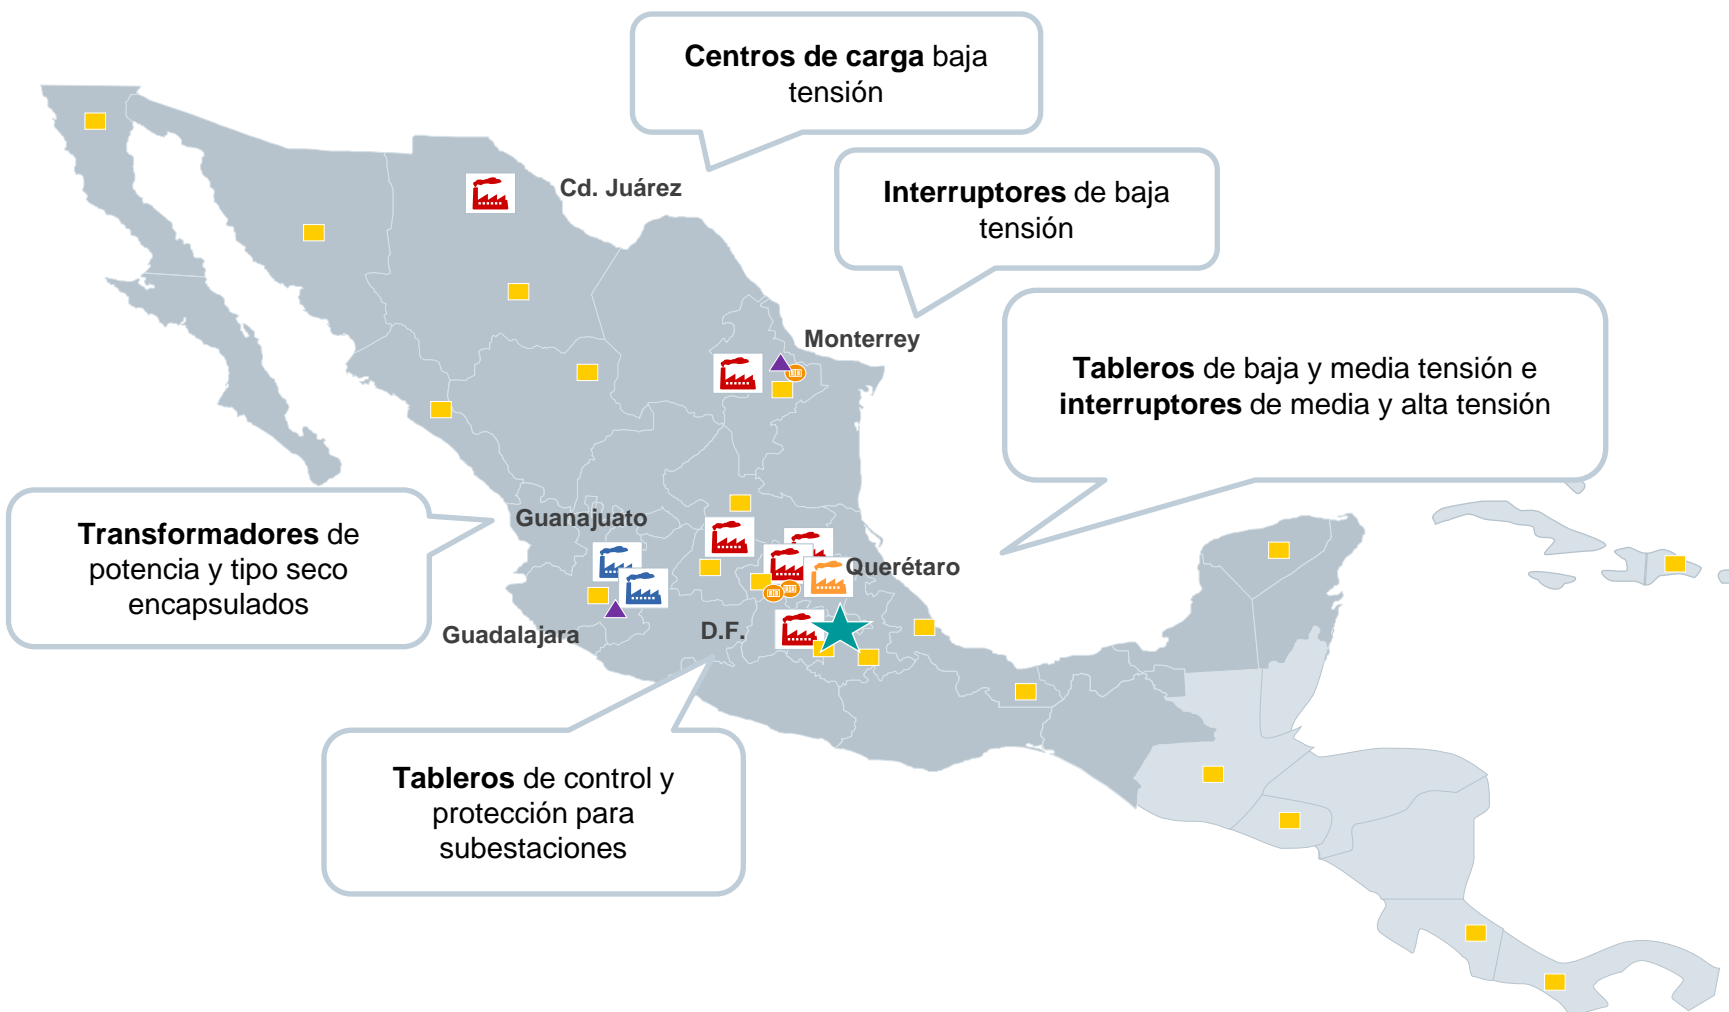 Centros de carga baja
tensión
Cd. Juárez
Interruptores de baja
tensión
Monterrey
Tableros de baja y media tensión e
interruptores de media y alta tensión
Transformadores de
potencia y tipo seco
encapsulados
Guanajuato
Querétaro
Guadalajara
D.F.
Tableros de control y
protección para
subestaciones